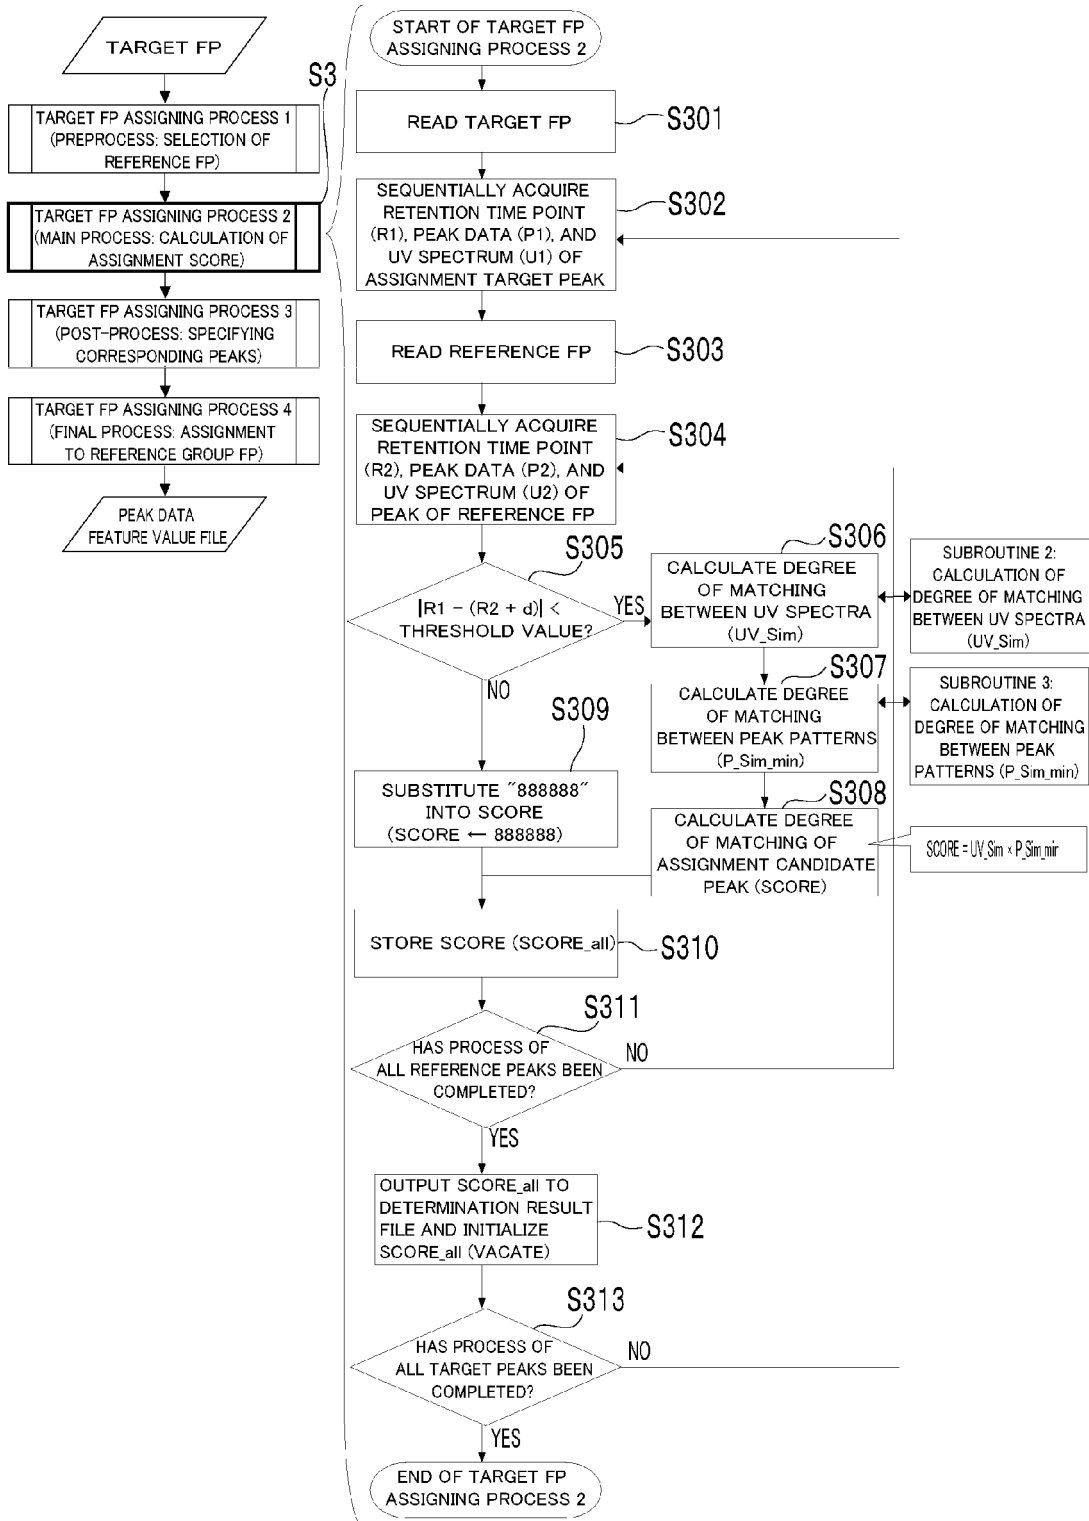 TARGET FP
TARGET FP ASSIGNING PROCESS 1
(PREPROCESS: SELECTION OF
REFERENCE FP)
S3
TARGET FP ASSIGNING PROCESS 2
(MAIN PROCESS: CALCULATION OF
ASSIGNMENT SCORE)
TARGET FP ASSIGNING PROCESS 3
(POST-PROCESS: SPECIFYING
CORRESPONDING PEAKS)
TARGET FP ASSIGNING PROCESS 4
(FINAL PROCESS: ASSIGNMENT
TO REFERENCE GROUP FP)
PEAK DATA
FEATURE VALUE FILE
START OF TARGET FP
ASSIGNING PROCESS 2
READ TARGET FP
S301
SEQUENTIALLY ACQUIRE
RETENTION TIME POINT
(R1), PEAK DATA (P1), AND
UV SPECTRUM (U1) OF
ASSIGNMENT TARGET PEAK
S302
READ REFERENCE FP
S303
SEQUENTIALLY ACQUIRE
RETENTION TIME POINT
(R2), PEAK DATA (P2), AND
UV SPECTRUM (U2) OF
PEAK OF REFERENCE FP
S304
S305
|R1 - (R2 + d)| <
THRESHOLD VALUE?
YES
NO
S306
CALCULATE DEGREE
OF MATCHING
BETWEEN UV SPECTRA
(UV_Sim)
SUBROUTINE 2:
CALCULATION OF
DEGREE OF MATCHING
BETWEEN UV SPECTRA
(UV_Sim)
S307
CALCULATE DEGREE
OF MATCHING
BETWEEN PEAK PATTERNS
(P_Sim_min)
SUBROUTINE 3:
CALCULATION OF
DEGREE OF MATCHING
BETWEEN PEAK
PATTERNS (P_Sim_min)
S309
SUBSTITUTE "888888"
INTO SCORE
(SCORE ← 888888)
S308
CALCULATE DEGREE
OF MATCHING OF
ASSIGNMENT CANDIDATE
PEAK (SCORE)
SCORE = UV_Sim × P_Sim_min
STORE SCORE (SCORE_all)
S310
S311
HAS PROCESS OF
ALL REFERENCE PEAKS BEEN
COMPLETED?
NO
YES
OUTPUT SCORE_all TO
DETERMINATION RESULT
FILE AND INITIALIZE
SCORE_all (VACATE)
S312
S313
HAS PROCESS OF
ALL TARGET PEAKS BEEN
COMPLETED?
NO
YES
END OF TARGET FP
ASSIGNING PROCESS 2